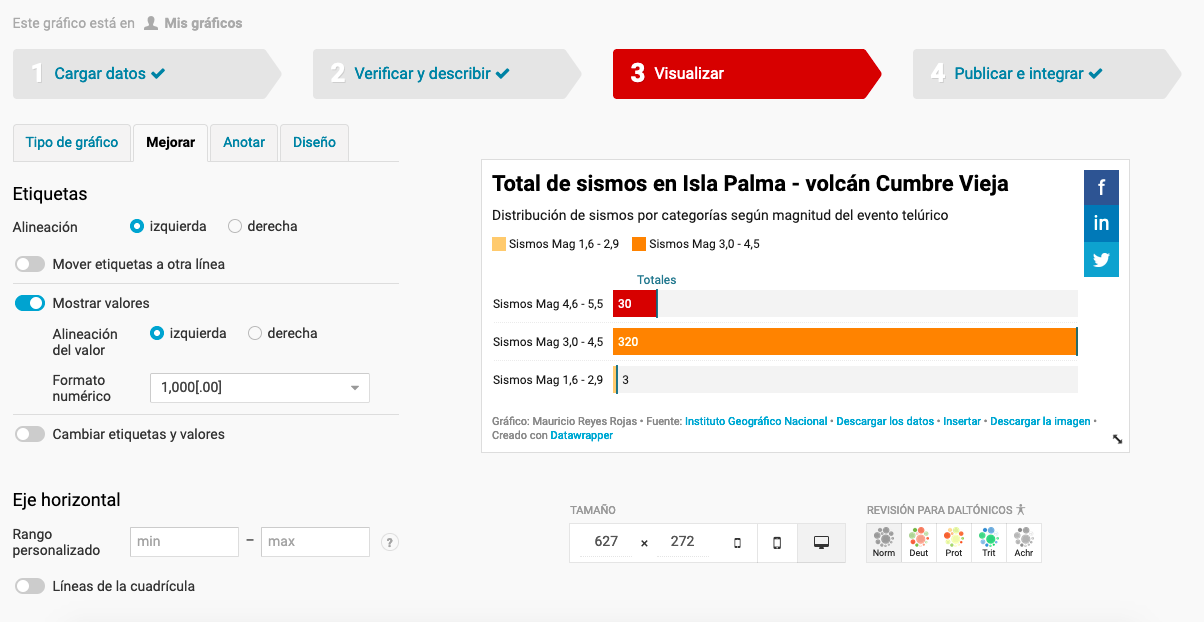 Este gráfico está en Mis gráficos
1 Cargar datos
2 Verificar y describir
3 Visualizar
4 Publicar e integrar
Tipo de gráfico
Mejorar
Anotar
Diseño
Etiquetas
Alineación
izquierda
derecha
Mover etiquetas a otra línea
Mostrar valores
Alineación
del valor
izquierda
derecha
Formato
numérico
1,000[.00]
Cambiar etiquetas y valores
Eje horizontal
Rango
personalizado
min
–
max
?
Líneas de la cuadrícula
Total de sismos en Isla Palma - volcán Cumbre Vieja
Distribución de sismos por categorías según magnitud del evento telúrico
Sismos Mag 1,6 - 2,9
Sismos Mag 3,0 - 4,5
f
in
Totales
Sismos Mag 4,6 - 5,5 30
Sismos Mag 3,0 - 4,5 320
Sismos Mag 1,6 - 2,9 3
Gráfico: Mauricio Reyes Rojas • Fuente: Instituto Geográfico Nacional • Descargar los datos • Insertar • Descargar la imagen •
Creado con Datawrapper
TAMAÑO
627 × 272
REVISIÓN PARA DALTÓNICOS
Norm
Deut
Prot
Trit
Achr